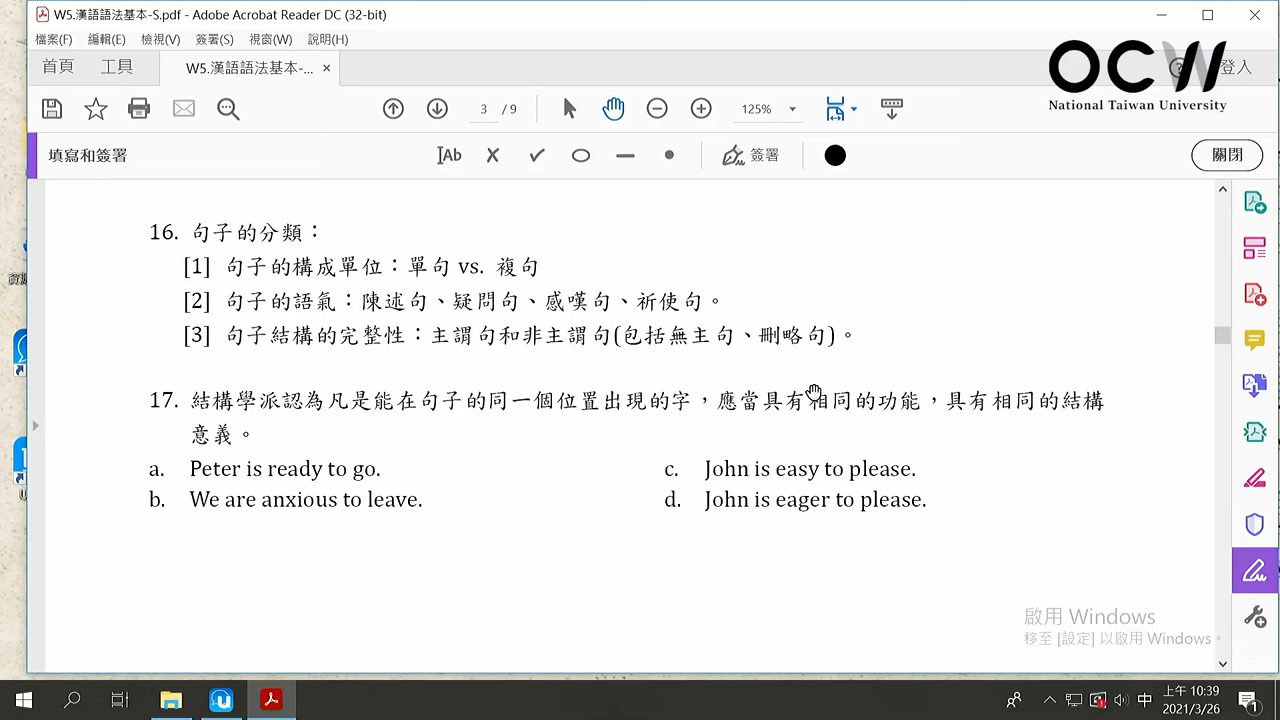 W5.漢語語法基本-S.pdf - Adobe Acrobat Reader DC (32-bit)
檔案(F) 編輯(E) 檢視(V) 簽署(S) 視窗(W) 說明(H)
首頁 工具 W5.漢語語法基本-... × 登入
OCW
National Taiwan University
3 / 9 125%
填寫和簽署 Ab 簽署 關閉
16. 句子的分類：
[1] 句子的構成單位：單句 vs. 複句
[2] 句子的語氣：陳述句、疑問句、感嘆句、祈使句。
[3] 句子結構的完整性：主謂句和非主謂句(包括無主句、刪略句)。
17. 結構學派認為凡是能在句子的同一個位置出現的字，應當具有相同的功能，具有相同的結構
意義。
a. Peter is ready to go.
b. We are anxious to leave.
c. John is easy to please.
d. John is eager to please.
啟用 Windows
移至 [設定] 以啟用 Windows。
中 上午 10:39
2021/3/26
1